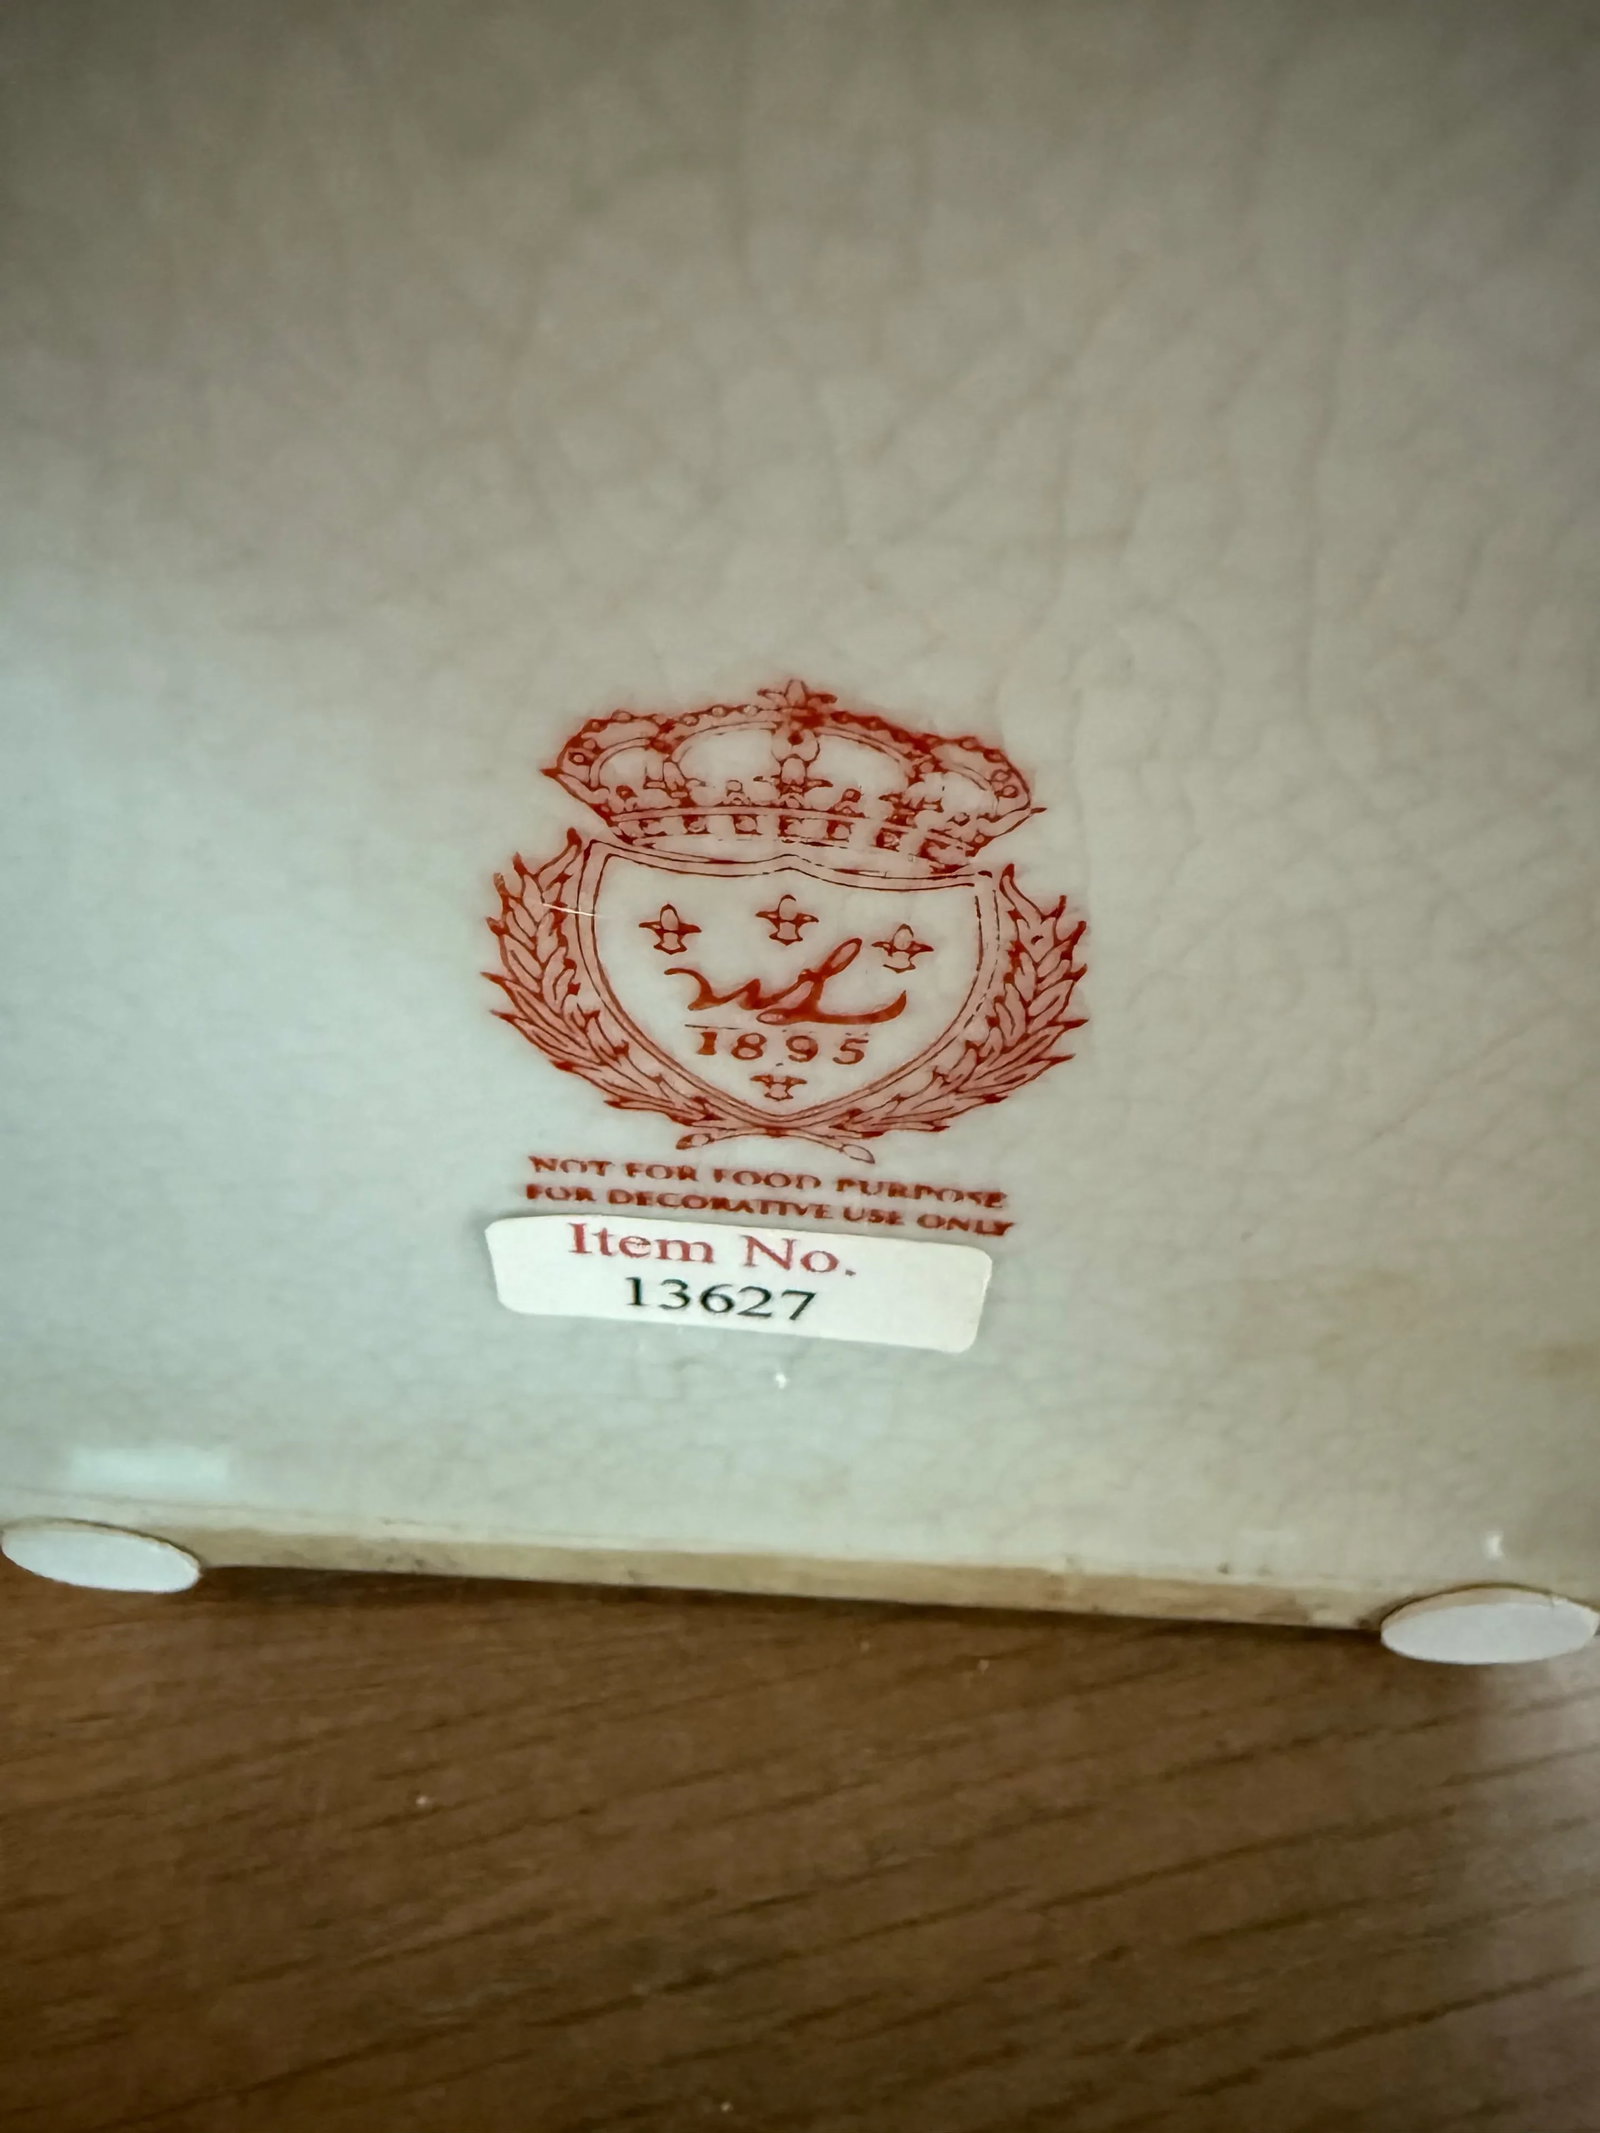 WL
1895
NOT FOR FOOD PURPOSE
FOR DECORATIVE USE ONLY
Item No.
13627